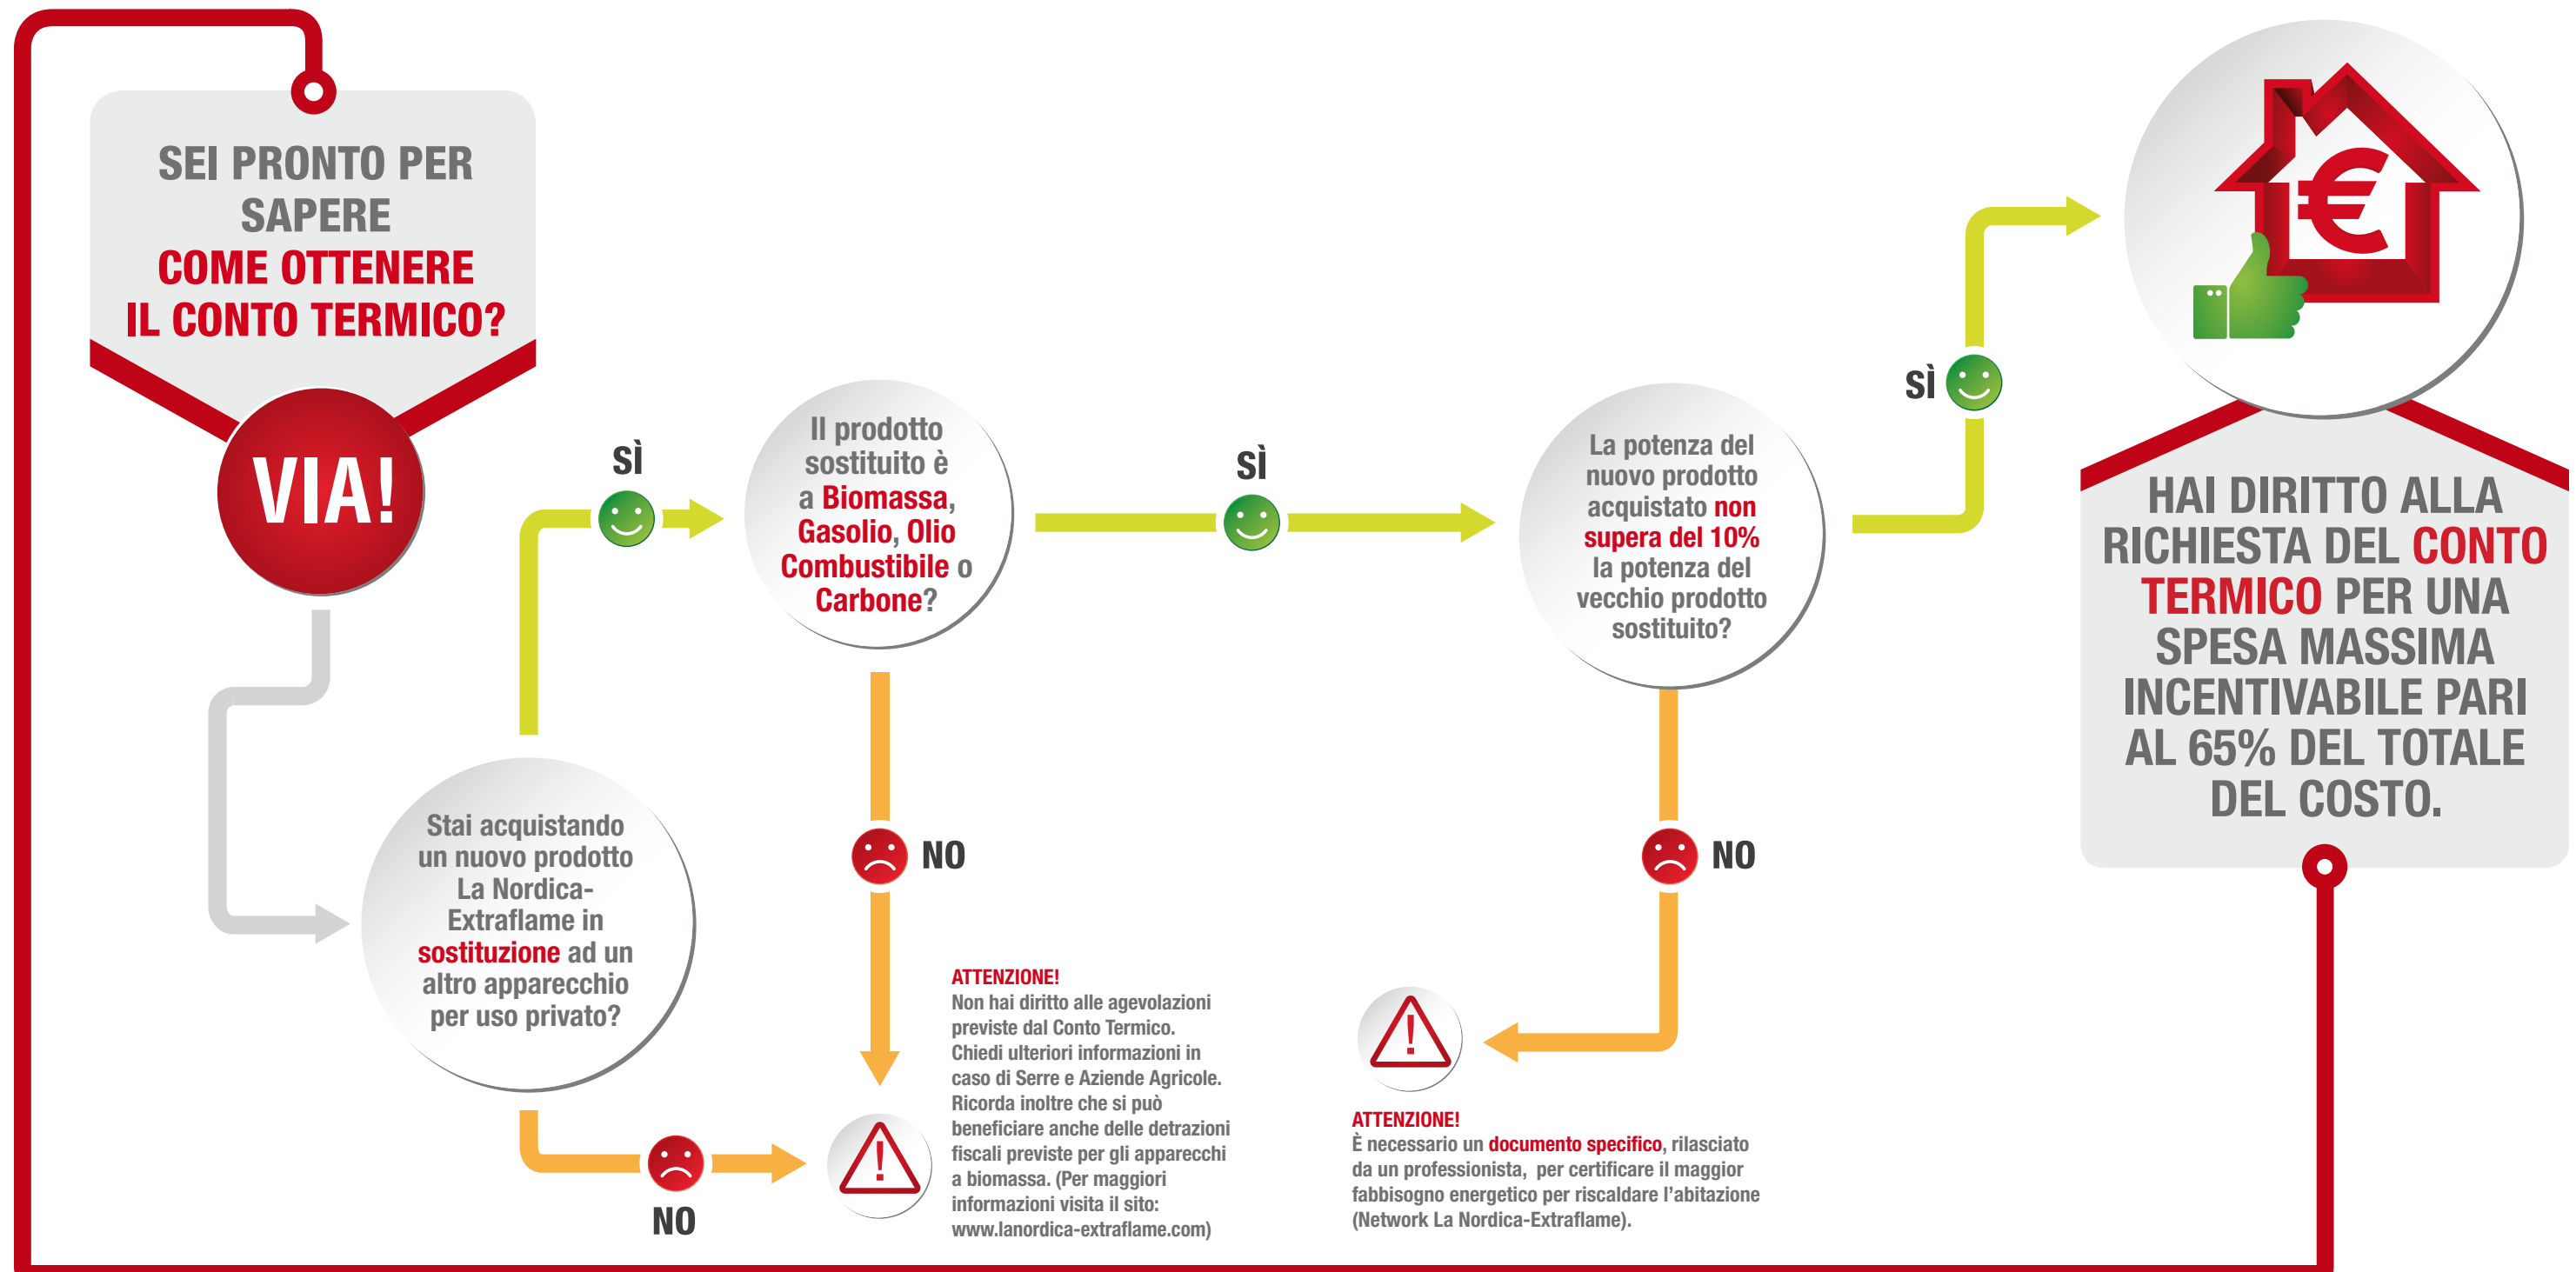 SEI PRONTO PER
SAPERE
COME OTTENERE
IL CONTO TERMICO?
VIA!
Stai acquistando
un nuovo prodotto
La Nordica-
Extraflame in
sostituzione ad un
altro apparecchio
per uso privato?
SÌ
NO
Il prodotto
sostituito è
a Biomassa,
Gasolio, Olio
Combustibile o
Carbone?
SÌ
NO
ATTENZIONE!
Non hai diritto alle agevolazioni
previste dal Conto Termico.
Chiedi ulteriori informazioni in
caso di Serre e Aziende Agricole.
Ricorda inoltre che si può
beneficiare anche delle detrazioni
fiscali previste per gli apparecchi
a biomassa. (Per maggiori
informazioni visita il sito:
www.lanordica-extraflame.com)
La potenza del
nuovo prodotto
acquistato non
supera del 10%
la potenza del
vecchio prodotto
sostituito?
SÌ
NO
ATTENZIONE!
È necessario un documento specifico, rilasciato
da un professionista, per certificare il maggior
fabbisogno energetico per riscaldare l’abitazione
(Network La Nordica-Extraflame).
€
HAI DIRITTO ALLA
RICHIESTA DEL CONTO
TERMICO PER UNA
SPESA MASSIMA
INCENTIVABILE PARI
AL 65% DEL TOTALE
DEL COSTO.